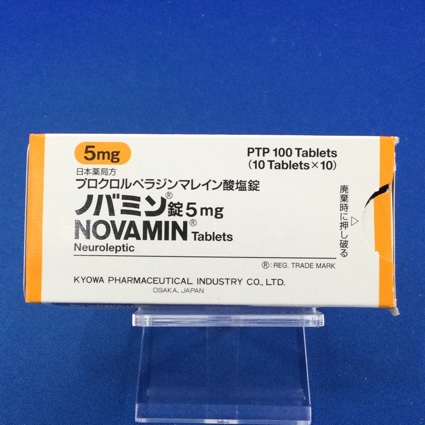 5mg
PTP 100 Tablets
(10 Tablets×10)
日本薬局方
プロクロルペラジンマレイン酸塩錠
ノバミン®錠5mg
NOVAMIN® Tablets
Neuroleptic
廃棄時に押し破る
®: REG. TRADE MARK
KYOWA PHARMACEUTICAL INDUSTRY CO., LTD.
OSAKA, JAPAN